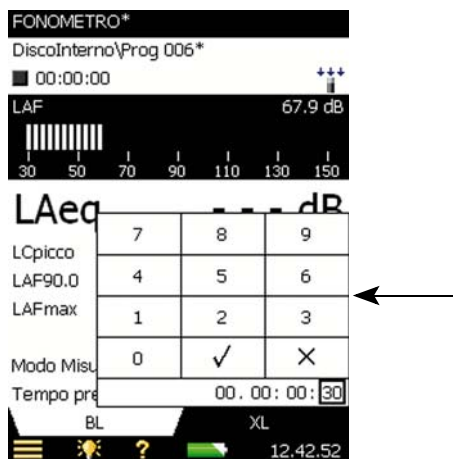 FONOMETRO*
DiscoInterno\Prog 006*
00:00:00
LAF 67.9 dB
30 50 70 90 110 130 150
LAeq --- dB
7 8 9
LCpicco
LAF90.0 4 5 6
LAFmax
1 2 3
0 ✓ ✕
Modo Misu
Tempo pre 00. 00: 00: 30
BL XL
? 12.42.52